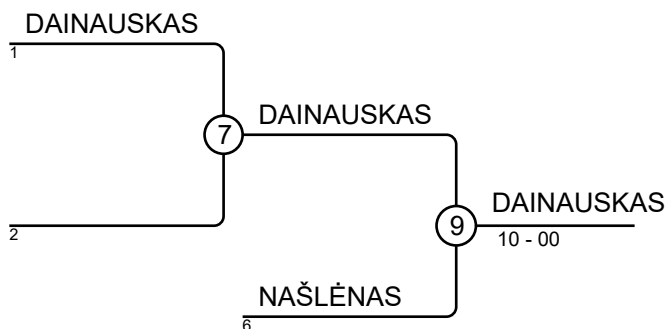 DAINAUSKAS
1
7
DAINAUSKAS
2
9
DAINAUSKAS
10 - 00
NAŠLĖNAS
6